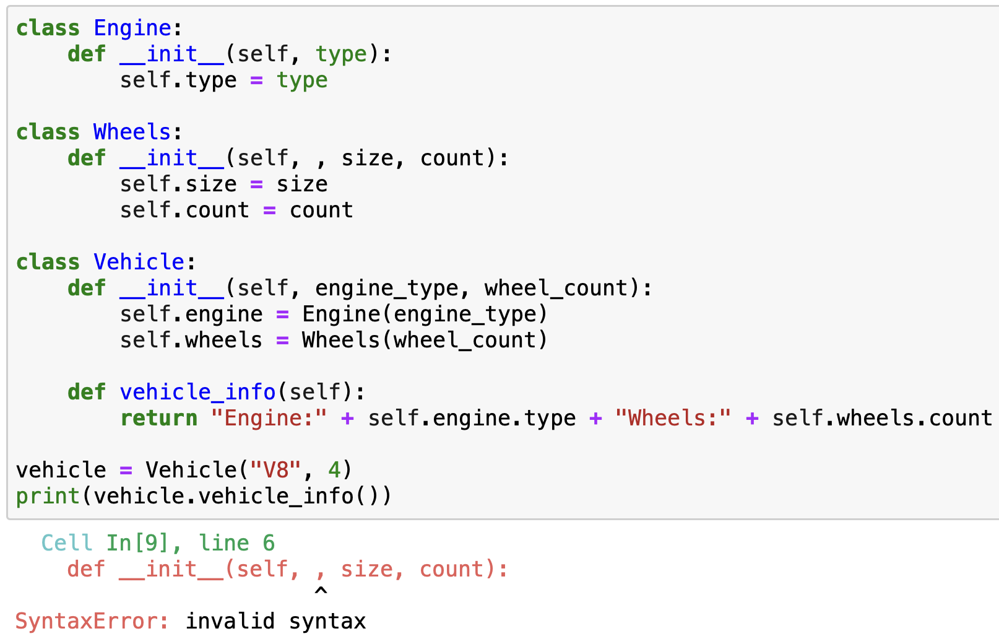 class Engine:
    def __init__(self, type):
        self.type = type

class Wheels:
    def __init__(self, , size, count):
        self.size = size
        self.count = count

class Vehicle:
    def __init__(self, engine_type, wheel_count):
        self.engine = Engine(engine_type)
        self.wheels = Wheels(wheel_count)

    def vehicle_info(self):
        return "Engine:" + self.engine.type + "Wheels:" + self.wheels.count

vehicle = Vehicle("V8", 4)
print(vehicle.vehicle_info())
  Cell In[9], line 6
    def __init__(self, , size, count):
                       ^
SyntaxError: invalid syntax